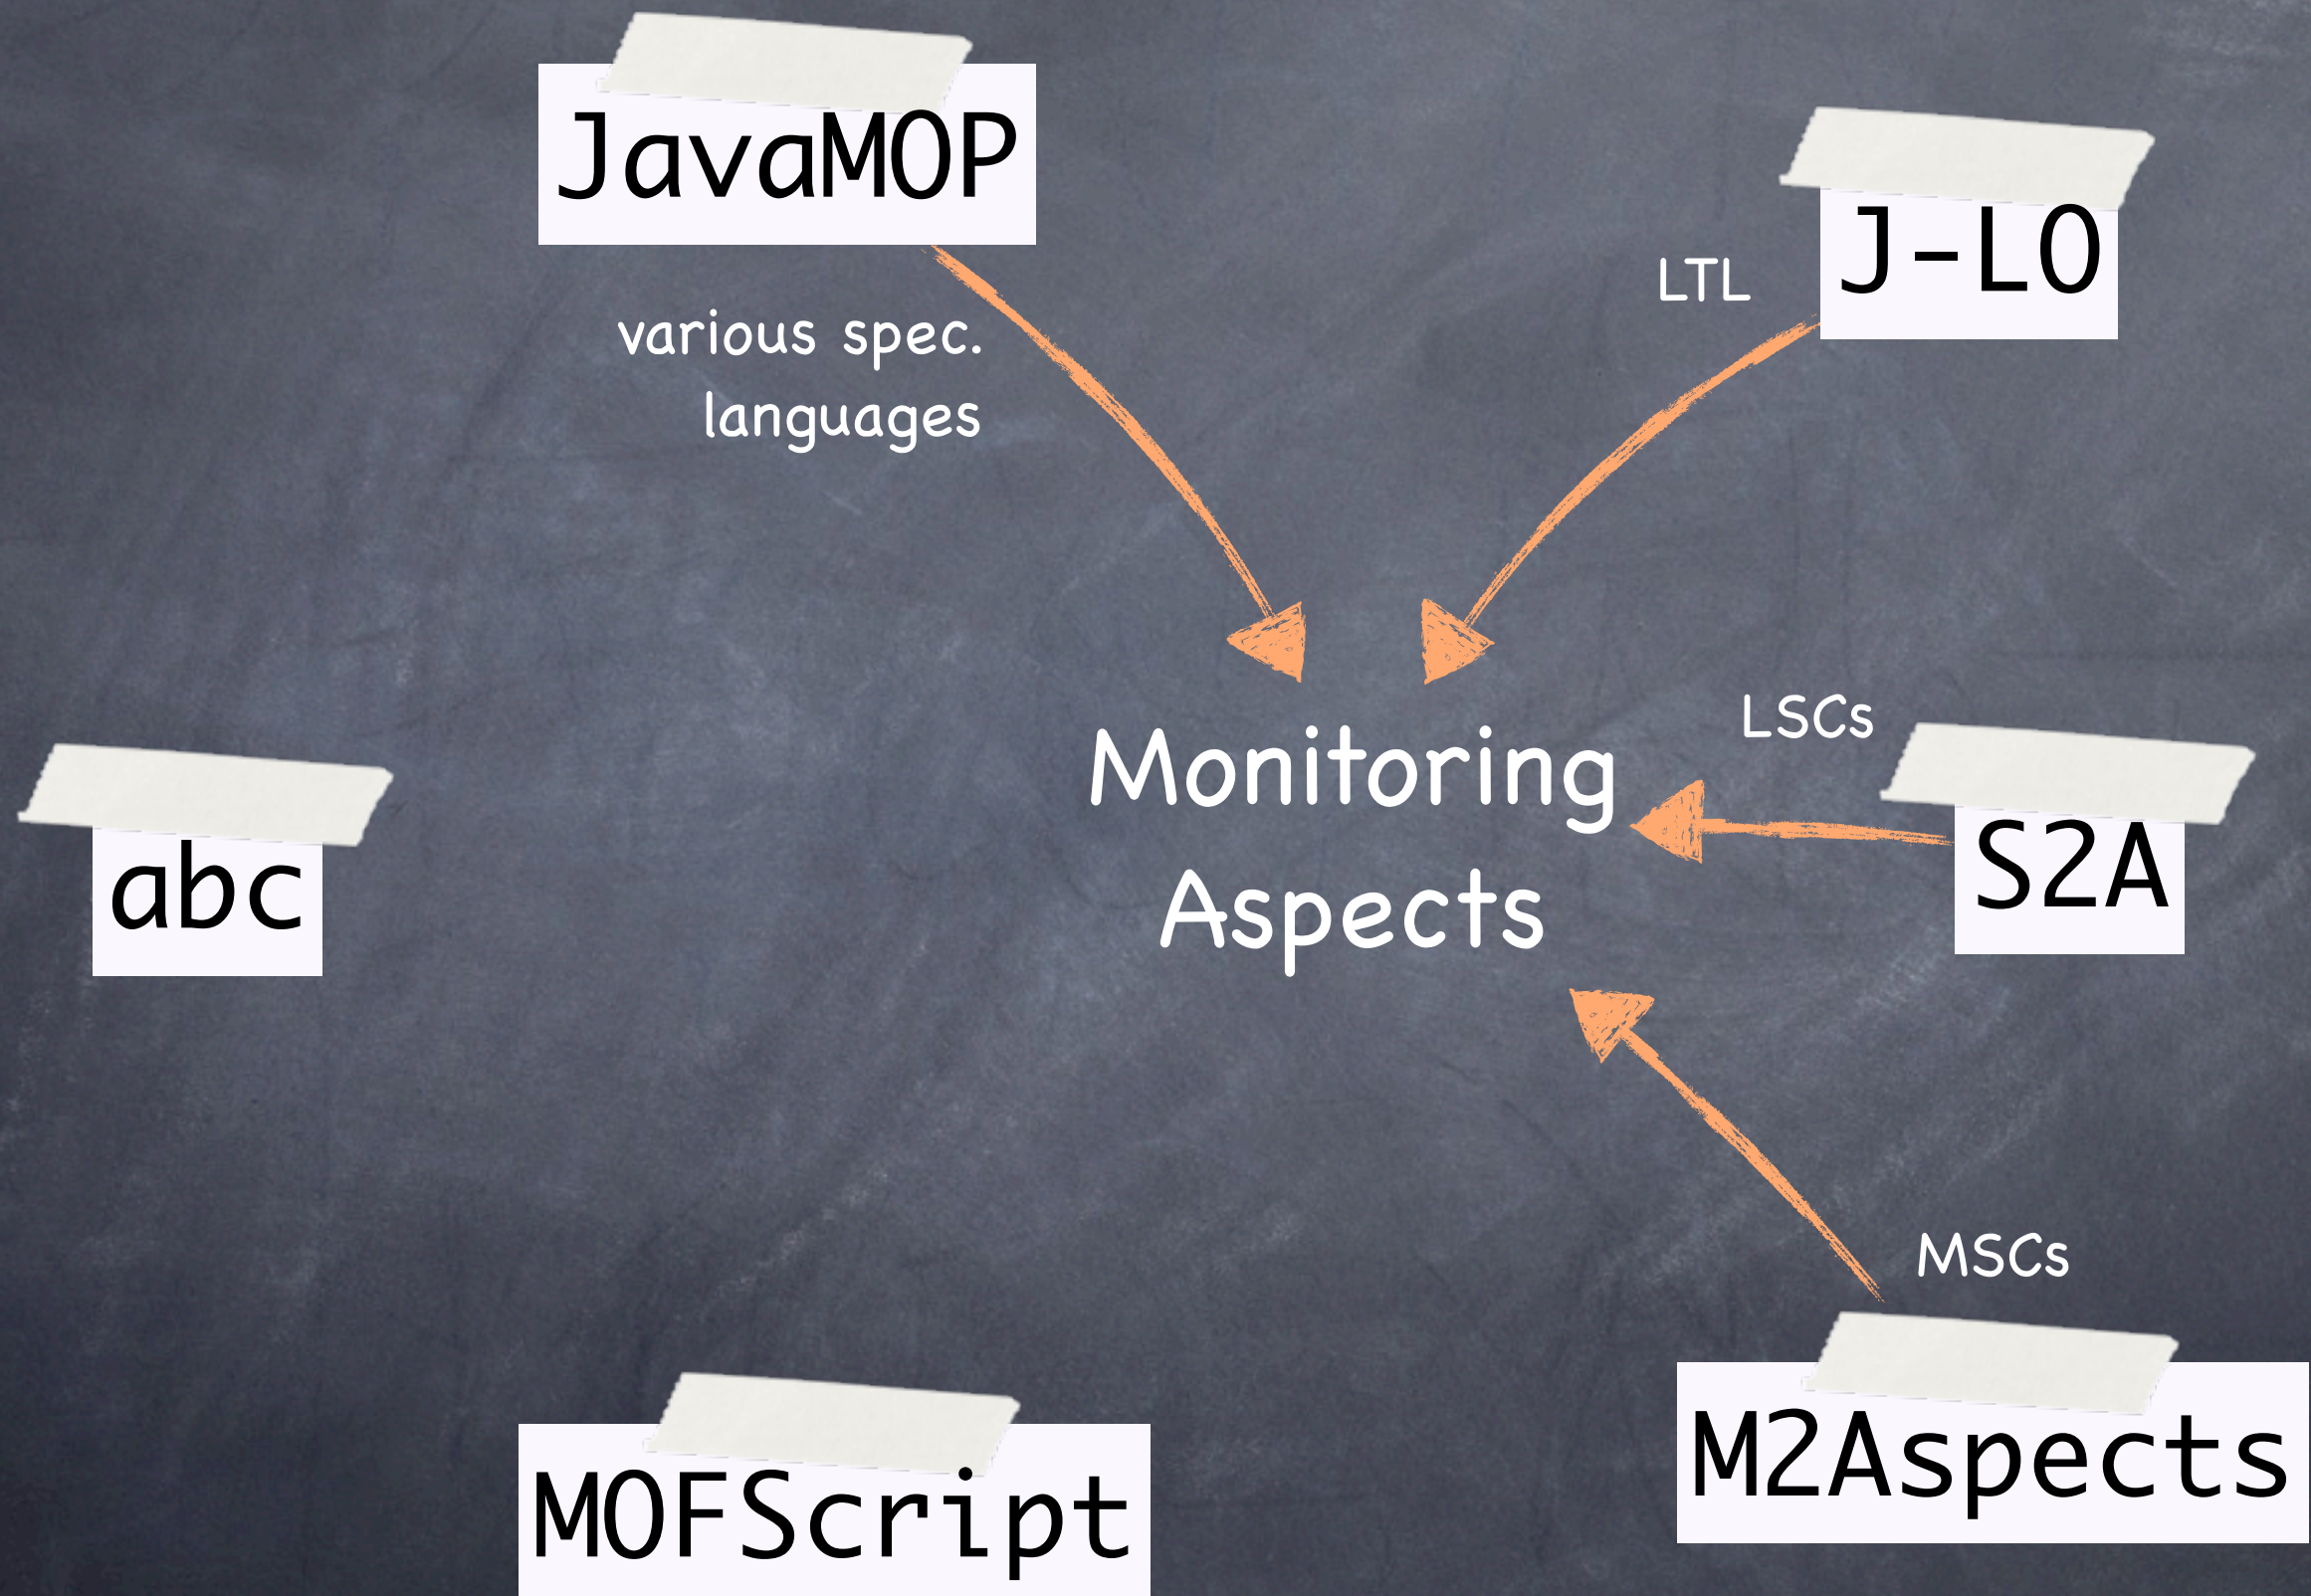 JavaMOP
J-LO
LTL
various spec.
languages
LSCs
Monitoring
Aspects
S2A
abc
MSCs
M2Aspects
MOFScript